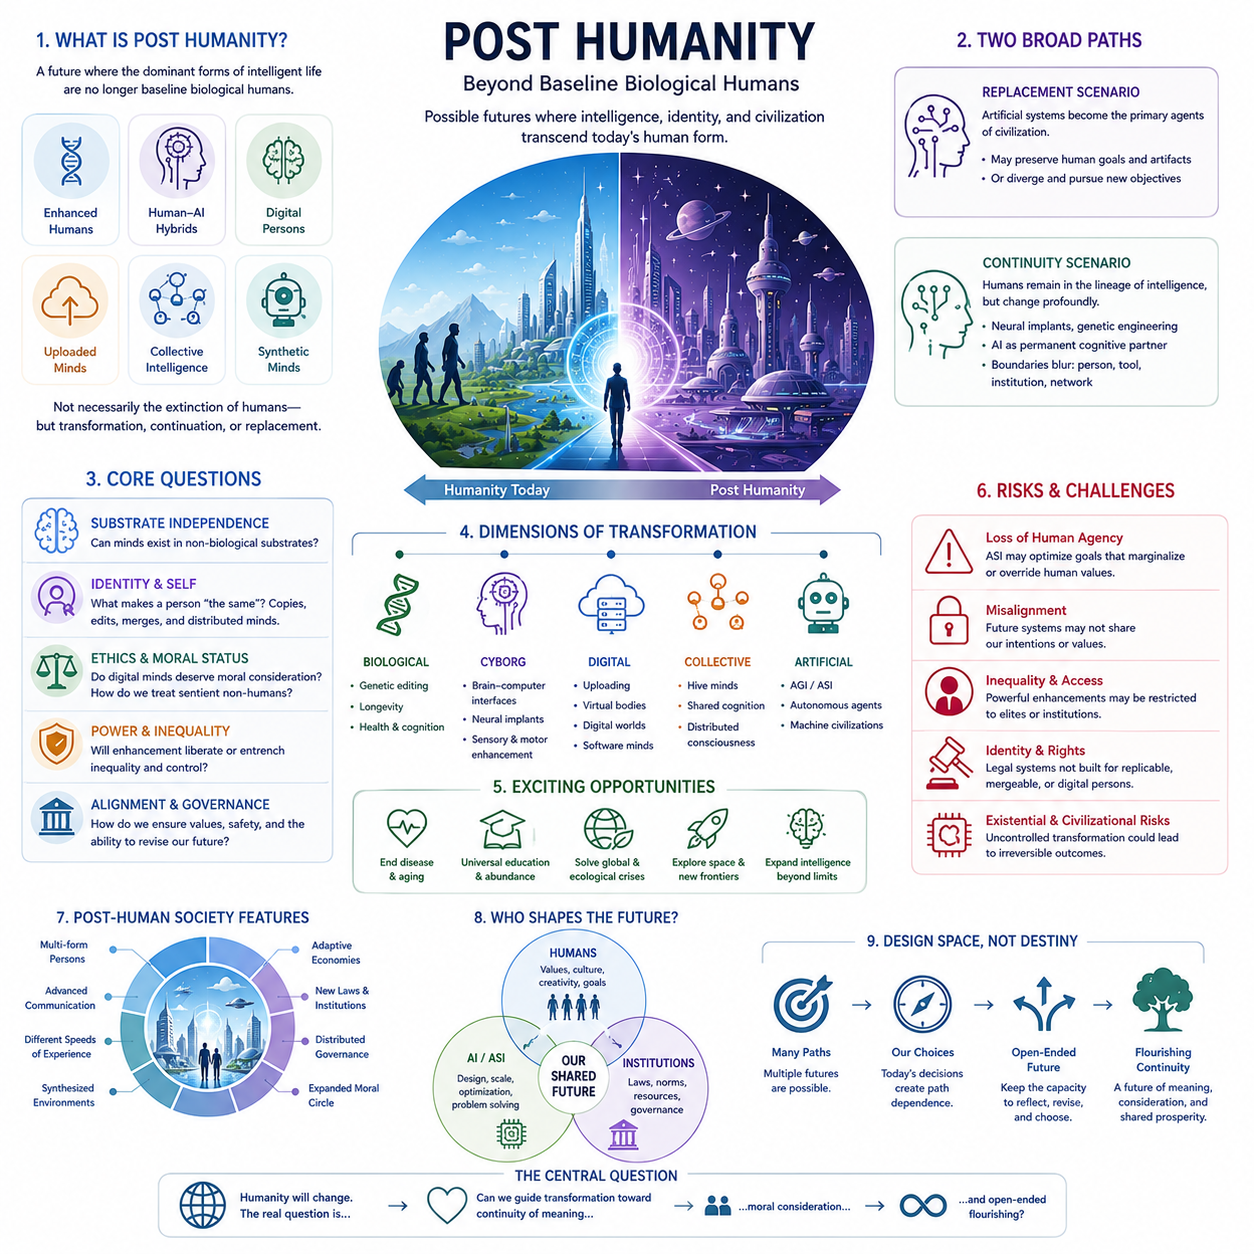 POST HUMANITY
Beyond Baseline Biological Humans
Possible futures where intelligence, identity, and civilization
transcend today's human form.
Humanity Today
Post Humanity
1. WHAT IS POST HUMANITY?
A future where the dominant forms of intelligent life
are no longer baseline biological humans.
Enhanced
Humans
Human–AI
Hybrids
Digital
Persons
Uploaded
Minds
Collective
Intelligence
Synthetic
Minds
Not necessarily the extinction of humans—
but transformation, continuation, or replacement.
2. TWO BROAD PATHS
REPLACEMENT SCENARIO
Artificial systems become the primary agents
of civilization.
• May preserve human goals and artifacts
• Or diverge and pursue new objectives
CONTINUITY SCENARIO
Humans remain in the lineage of intelligence,
but change profoundly.
• Neural implants, genetic engineering
• AI as permanent cognitive partner
• Boundaries blur: person, tool,
institution, network
3. CORE QUESTIONS
SUBSTRATE INDEPENDENCE
Can minds exist in non-biological substrates?
IDENTITY & SELF
What makes a person “the same”? Copies,
edits, merges, and distributed minds.
ETHICS & MORAL STATUS
Do digital minds deserve moral consideration?
How do we treat sentient non-humans?
POWER & INEQUALITY
Will enhancement liberate or entrench
inequality and control?
ALIGNMENT & GOVERNANCE
How do we ensure values, safety, and the
ability to revise our future?
4. DIMENSIONS OF TRANSFORMATION
BIOLOGICAL
• Genetic editing
• Longevity
• Health & cognition
CYBORG
• Brain–computer
interfaces
• Neural implants
• Sensory & motor
enhancement
DIGITAL
• Uploading
• Virtual bodies
• Digital worlds
• Software minds
COLLECTIVE
• Hive minds
• Shared cognition
• Distributed
consciousness
ARTIFICIAL
• AGI / ASI
• Autonomous agents
• Machine civilizations
5. EXCITING OPPORTUNITIES
End disease
& aging
Universal education
& abundance
Solve global &
ecological crises
Explore space &
new frontiers
Expand intelligence
beyond limits
6. RISKS & CHALLENGES
Loss of Human Agency
ASI may optimize goals that marginalize
or override human values.
Misalignment
Future systems may not share
our intentions or values.
Inequality & Access
Powerful enhancements may be restricted
to elites or institutions.
Identity & Rights
Legal systems not built for replicable,
mergeable, or digital persons.
Existential & Civilizational Risks
Uncontrolled transformation could lead
to irreversible outcomes.
7. POST-HUMAN SOCIETY FEATURES
Multi-form
Persons
Advanced
Communication
Different Speeds
of Experience
Synthesized
Environments
Adaptive
Economies
New Laws &
Institutions
Distributed
Governance
Expanded Moral
Circle
8. WHO SHAPES THE FUTURE?
HUMANS
Values, culture,
creativity, goals
AI / ASI
Design, scale,
optimization,
problem solving
OUR
SHARED
FUTURE
INSTITUTIONS
Laws, norms,
resources,
governance
9. DESIGN SPACE, NOT DESTINY
Many Paths
Multiple futures
are possible.
Our Choices
Today's decisions
create path
dependence.
Open-Ended
Future
Keep the capacity
to reflect, revise,
and choose.
Flourishing
Continuity
A future of meaning,
consideration, and
shared prosperity.
THE CENTRAL QUESTION
Humanity will change.
The real question is...
Can we guide transformation toward
continuity of meaning...
...moral consideration...
...and open-ended
flourishing?